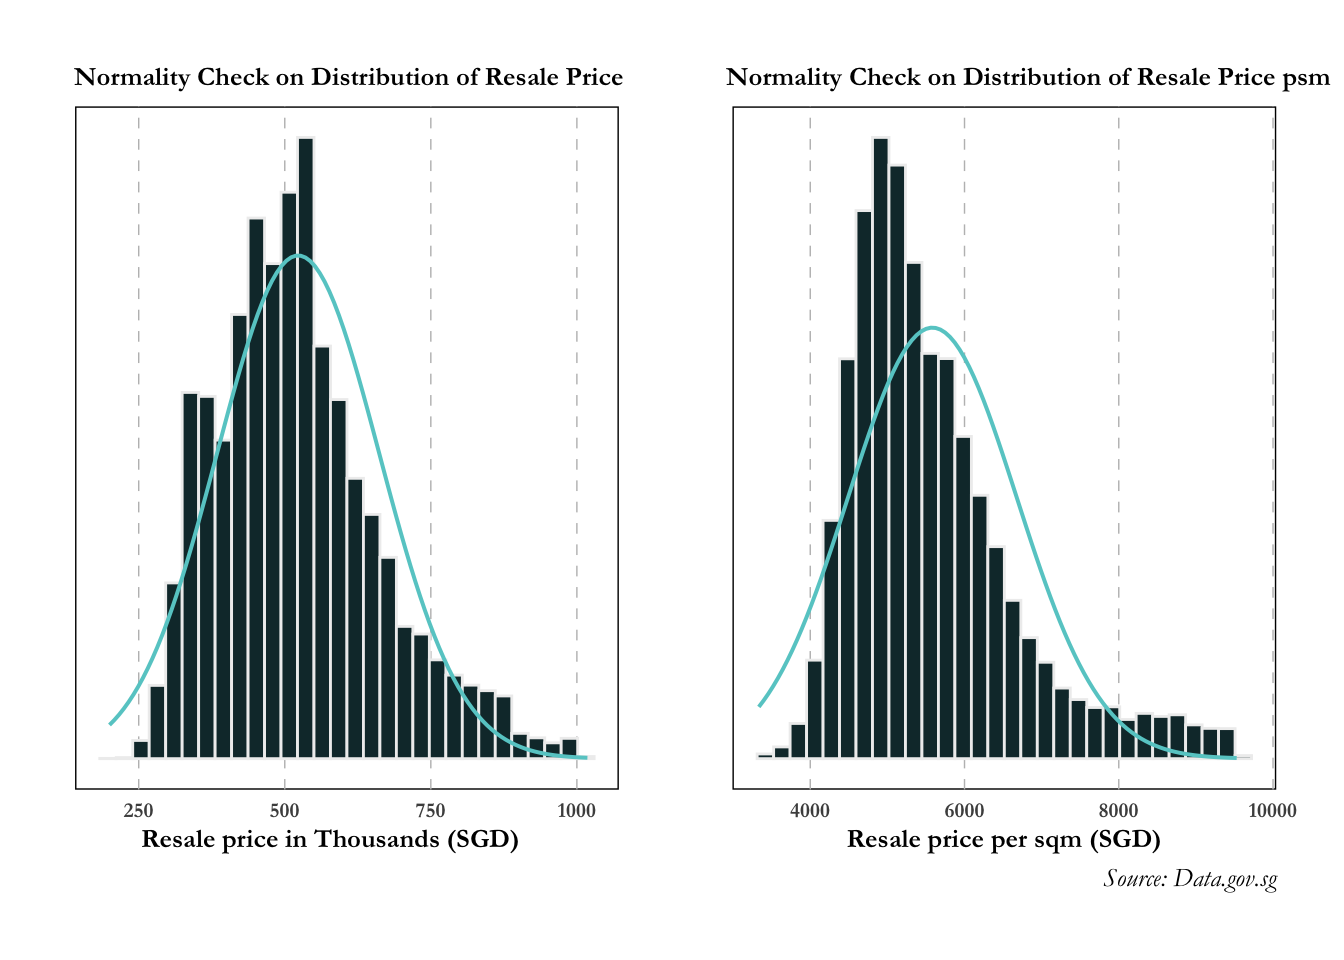 Normality Check on Distribution of Resale Price
Normality Check on Distribution of Resale Price psm
250 500 750 1000
4000 6000 8000 10000
Resale price in Thousands (SGD)
Resale price per sqm (SGD)
Source: Data.gov.sg